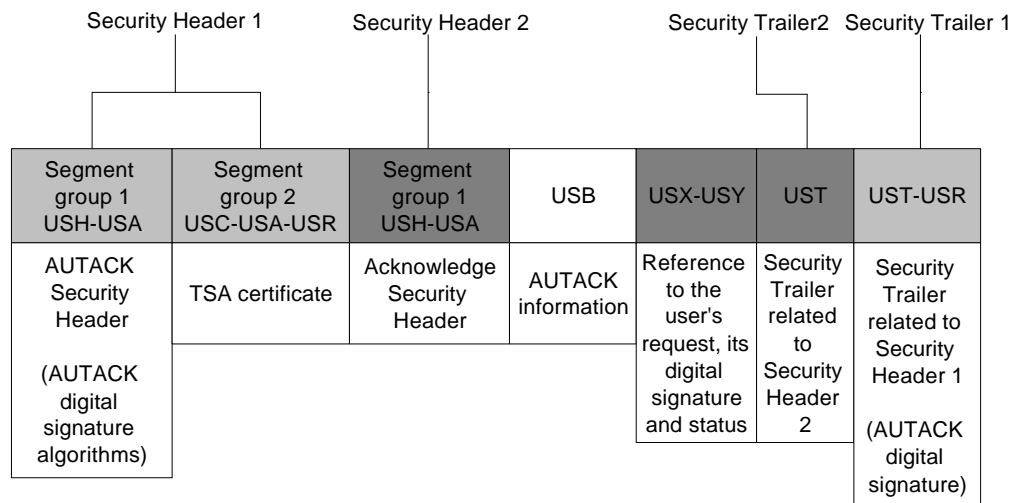 Security Header 1
Security Header 2
Security Trailer2
Security Trailer 1
Segment
group 1
USH-USA
Segment
group 2
USC-USA-USR
Segment
group 1
USH-USA
USB
USX-USY
UST
UST-USR
AUTACK
Security
Header
(AUTACK
digital
signature
algorithms)
TSA certificate
Acknowledge
Security
Header
AUTACK
information
Reference
to the
user's
request, its
digital
signature
and status
Security
Trailer
related
to
Security
Header
2
Security
Trailer
related to
Security
Header 1
(AUTACK
digital
signature)